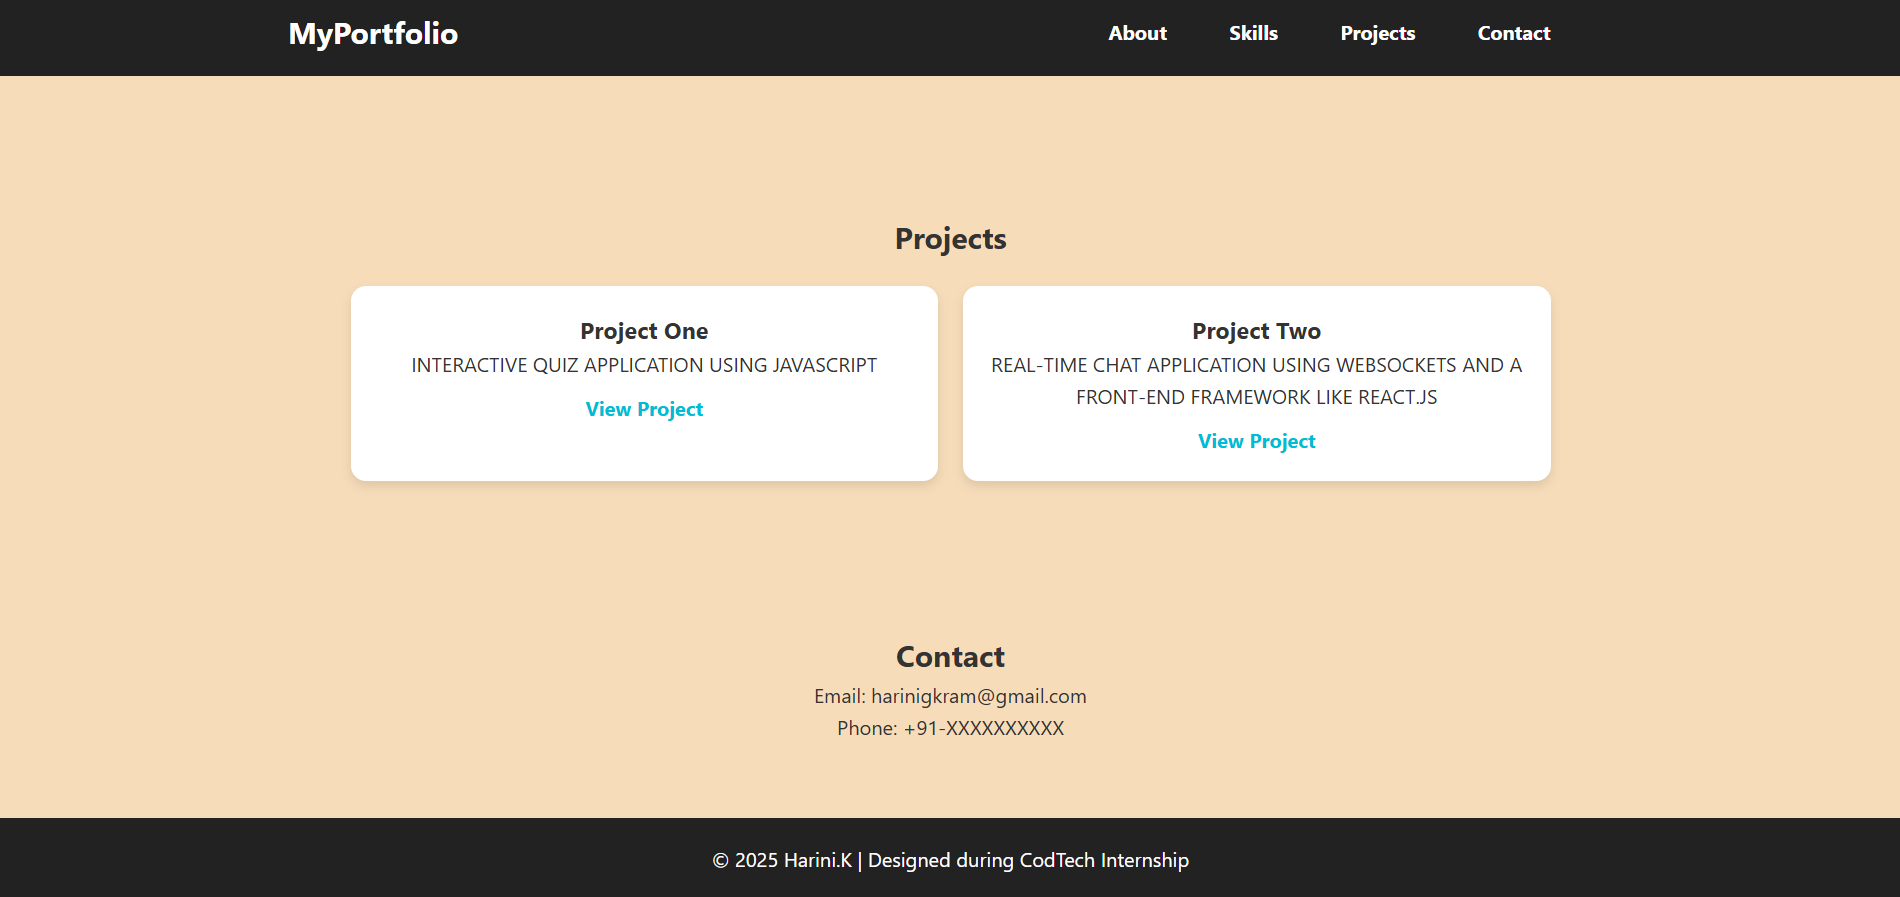 MyPortfolio
About Skills Projects Contact
Projects
Project One
INTERACTIVE QUIZ APPLICATION USING JAVASCRIPT
View Project
Project Two
REAL-TIME CHAT APPLICATION USING WEBSOCKETS AND A
FRONT-END FRAMEWORK LIKE REACT.JS
View Project
Contact
Email: harinigkram@gmail.com
Phone: +91-XXXXXXXXXX
© 2025 Harini.K | Designed during CodTech Internship